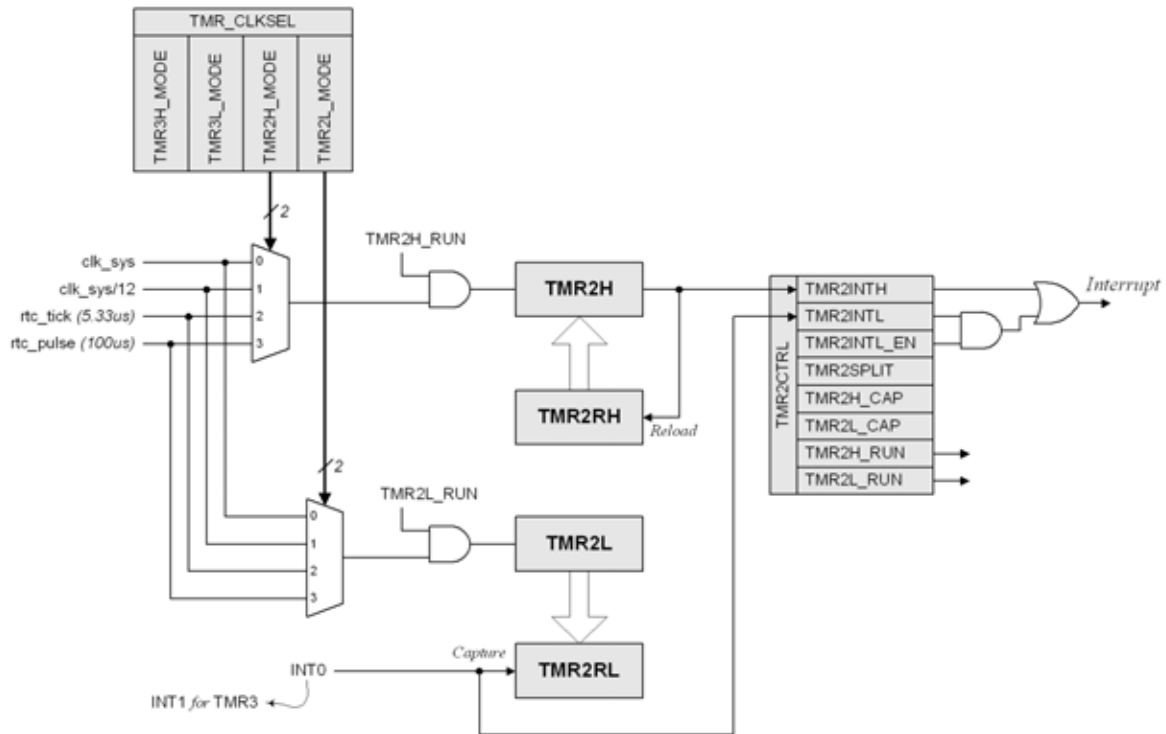 TMR_CLKSEL
TMR3H_MODE
TMR3L_MODE
TMR2H_MODE
TMR2L_MODE
2
TMR2H_RUN
clk_sys
clk_sys/12
rtc_tick (5.33us)
rtc_pulse (100us)
0
1
2
3
TMR2H
TMR2RH
Reload
TMR2CTRL
TMR2INTH
TMR2INTL
TMR2INTL_EN
TMR2SPLIT
TMR2H_CAP
TMR2L_CAP
TMR2H_RUN
TMR2L_RUN
Interrupt
2
TMR2L_RUN
0
1
2
3
TMR2L
Capture
TMR2RL
INT0
INT1 for TMR3